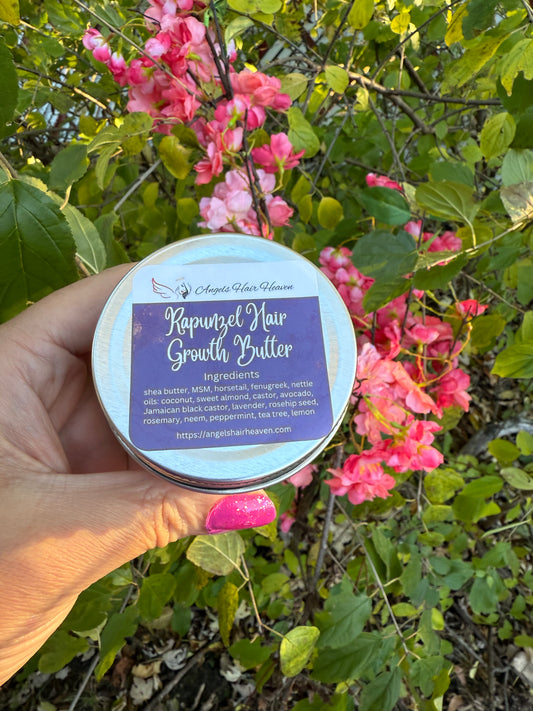 Angels Hair Heaven
Rapunzel Hair
Growth Butter
Ingredients
shea butter, MSM, horsetail, fenugreek, nettle
oils: coconut, sweet almond, castor, avocado,
Jamaican black castor, lavender, rosehip seed,
rosemary, neem, peppermint, tea tree, lemon
https://angelshairheaven.com